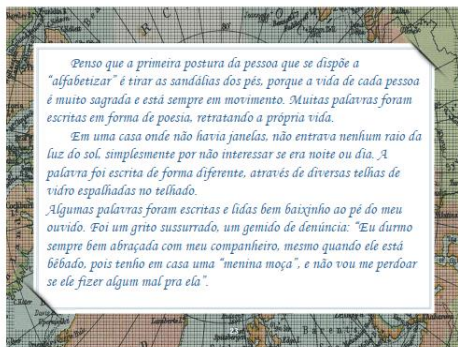 Penso que a primeira postura da pessoa que se dispõe a
“alfabetizar” é tirar as sandálias dos pés, porque a vida de cada pessoa
é muito sagrada e está sempre em movimento. Muitas palavras foram
escritas em forma de poesia, retratando a própria vida.
Em uma casa onde não havia janelas, não entrava nenhum raio da
luz do sol, simplesmente por não interessar se era noite ou dia. A
palavra foi escrita de forma diferente, através de diversas telhas de
vidro espalhadas no telhado.
Algumas palavras foram escritas e lidas bem baixinho ao pé do meu
ouvido. Foi um grito sussurrado, um gemido de denúncia: “Eu durmo
sempre bem abraçada com meu companheiro, mesmo quando ele está
bêbado, pois tenho em casa uma “menina moça”, e não vou me perdoar
se ele fizer algum mal pra ela”.
Barents